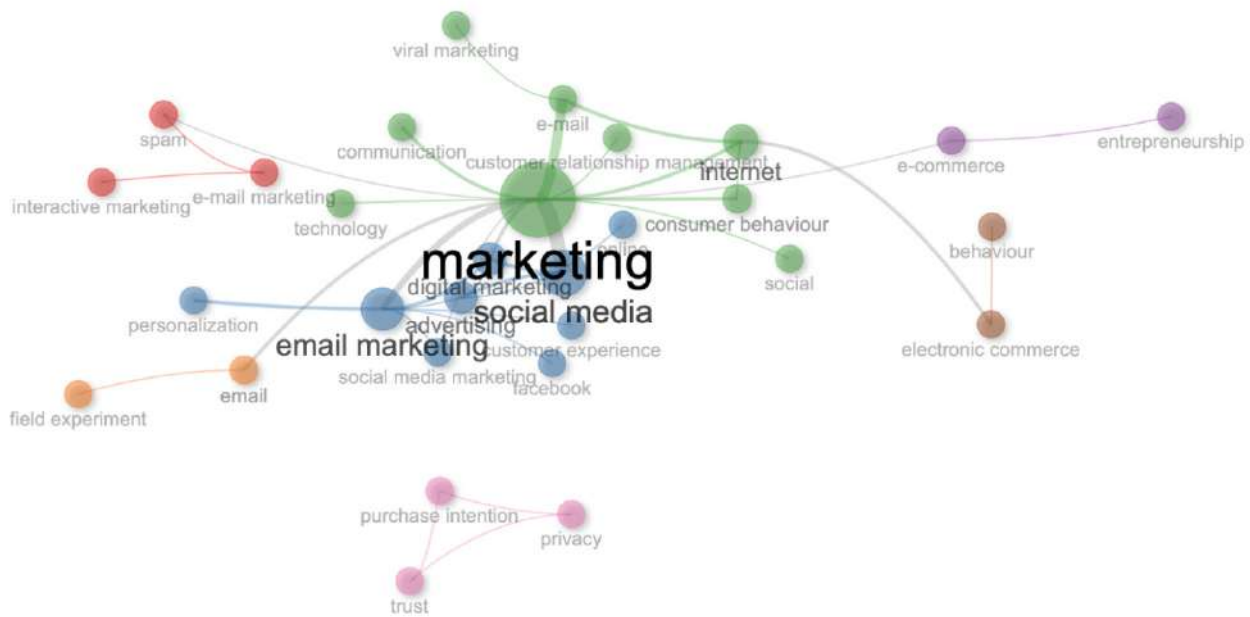 viral marketing
e-mail
spam
communication
customer relationship management
internet
e-commerce
entrepreneurship
interactive marketing
e-mail marketing
technology
consumer behaviour
online
behaviour
marketing
social
digital marketing
social media
personalization
advertising
email marketing
customer experience
electronic commerce
social media marketing
facebook
email
field experiment
purchase intention
privacy
trust